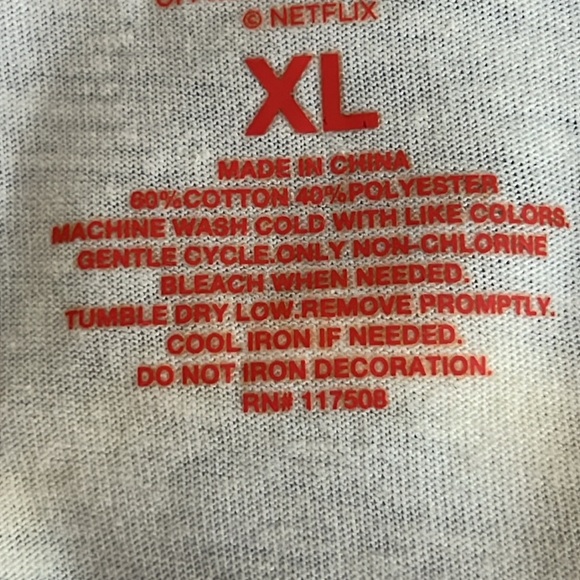 © NETFLIX
XL
MADE IN CHINA
60%COTTON 40%POLYESTER
MACHINE WASH COLD WITH LIKE COLORS.
GENTLE CYCLE.ONLY NON-CHLORINE
BLEACH WHEN NEEDED.
TUMBLE DRY LOW.REMOVE PROMPTLY.
COOL IRON IF NEEDED.
DO NOT IRON DECORATION.
RN# 117508